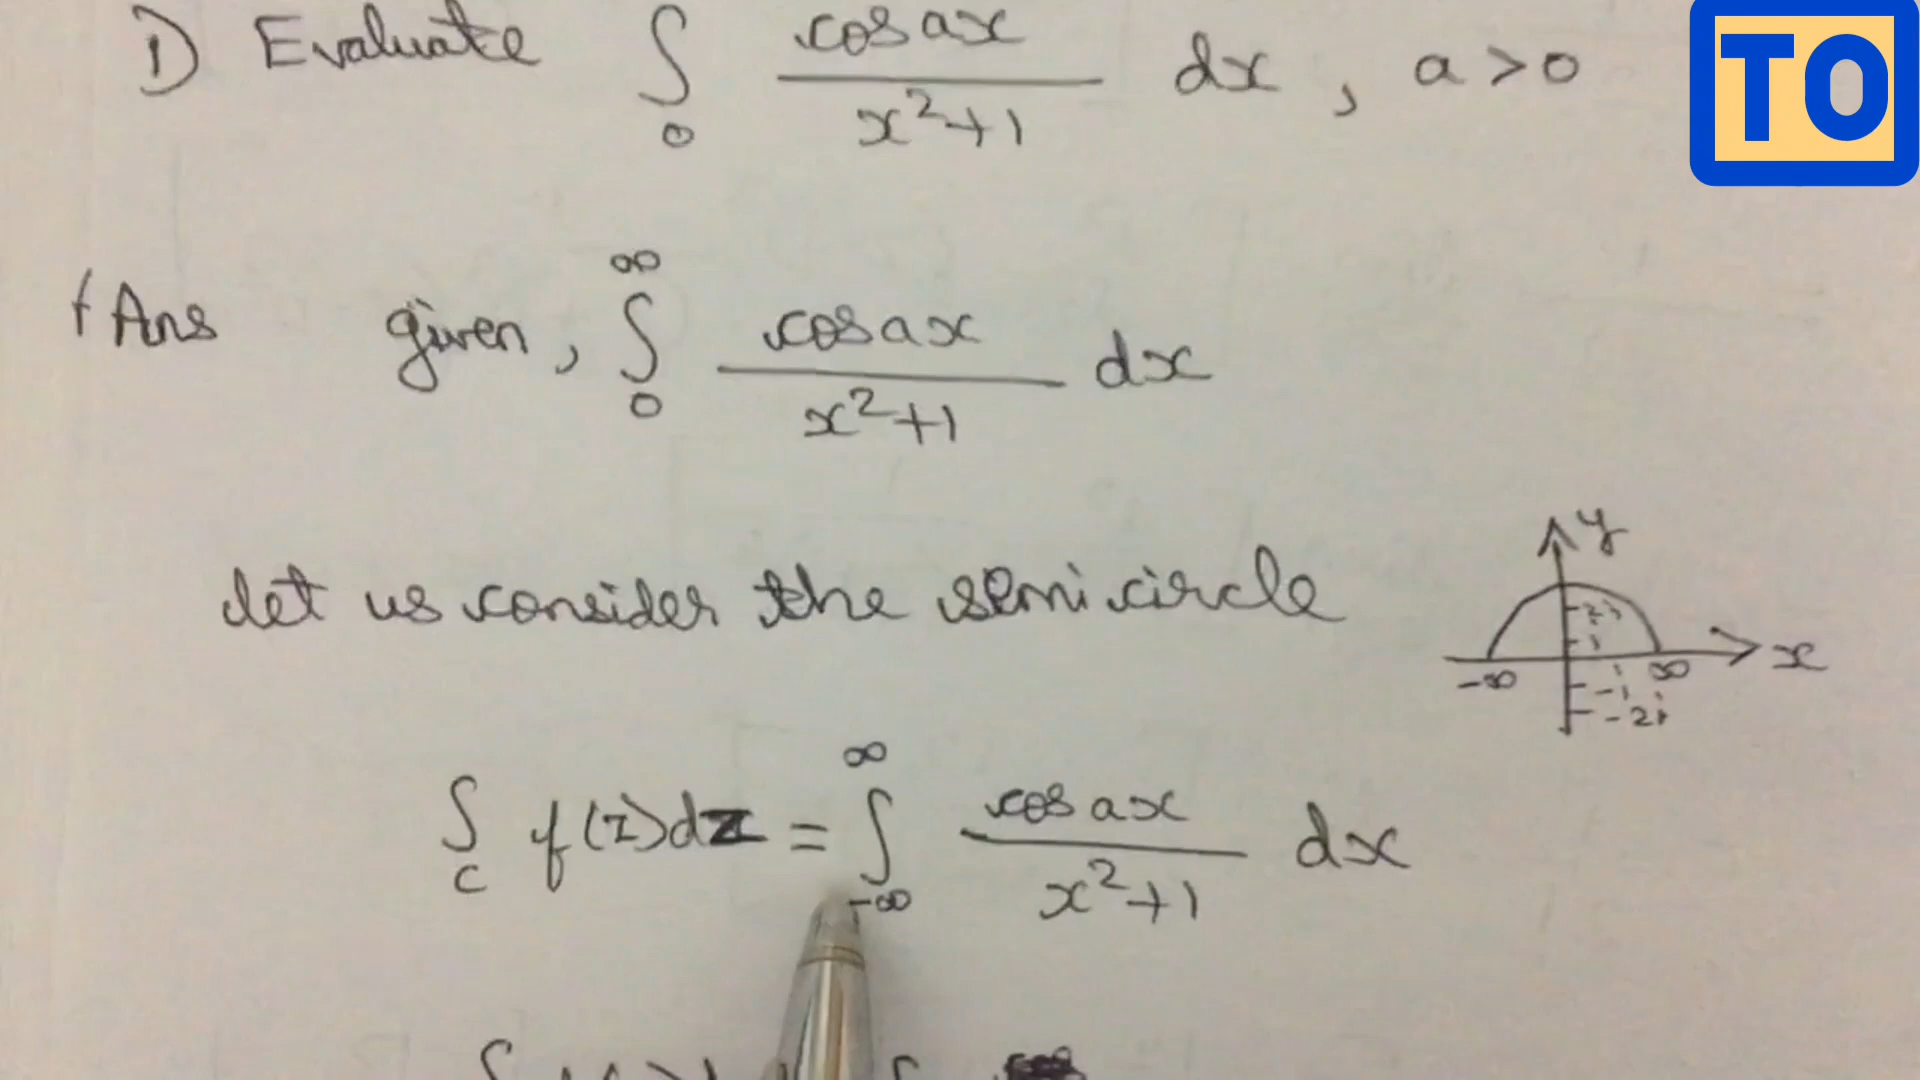 TO
1) Evaluate ∫₀ cos ax / x²+1 dx, a>0
Ans given, ∫₀^∞ cos ax / x²+1 dx
let us consider the semi circle
y
x
-∞ ∞
-i
-2i
∫_C f(z)dz = ∫_{-∞}^∞ cos ax / x²+1 dx